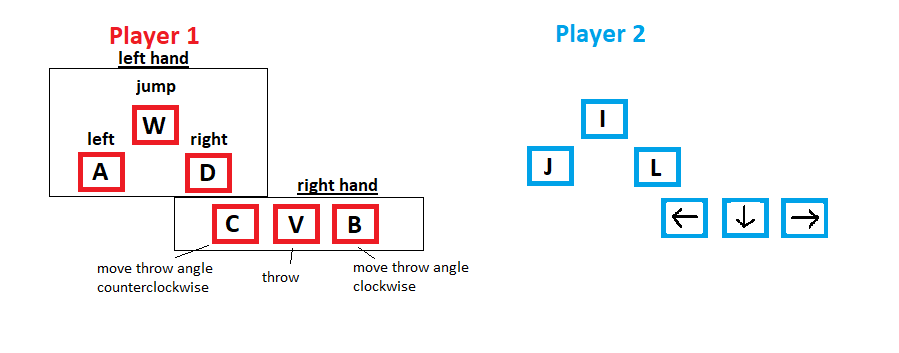 Player 1
left hand
jump
W
left
right
A
D
right hand
C
V
B
move throw angle
counterclockwise
throw
move throw angle
clockwise
Player 2
I
J
L
← ↓ →